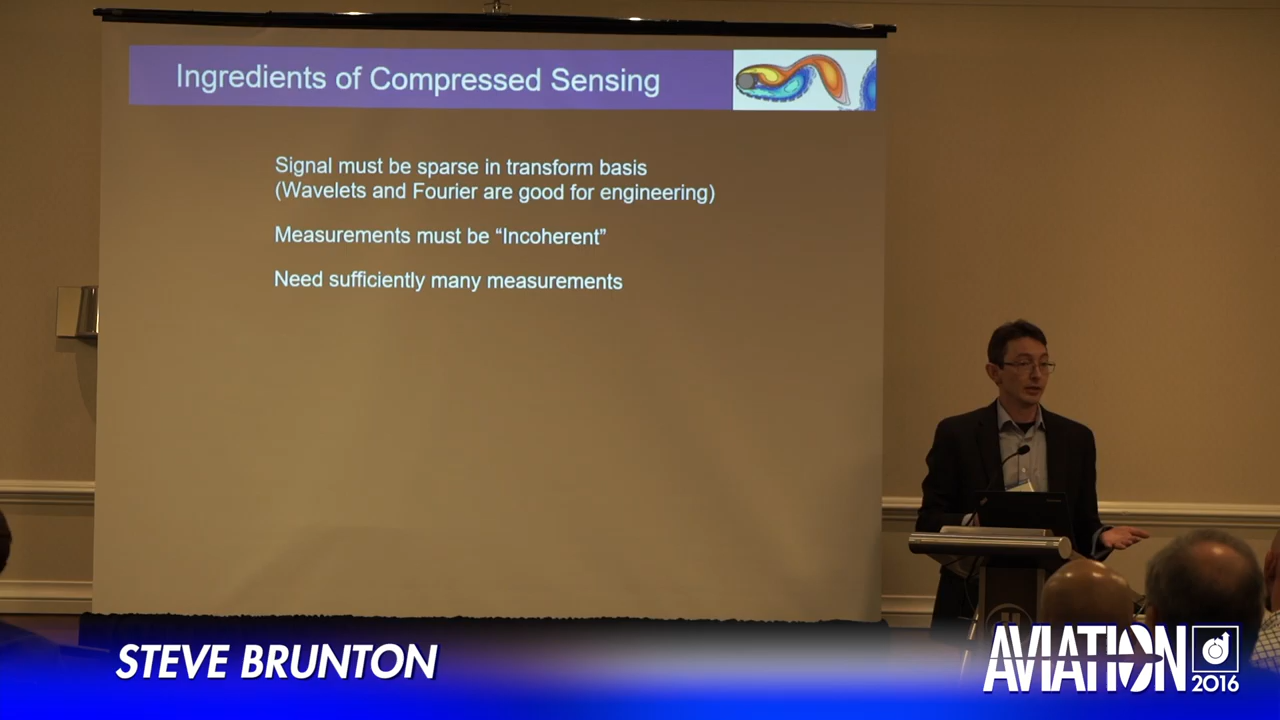 Ingredients of Compressed Sensing
Signal must be sparse in transform basis
(Wavelets and Fourier are good for engineering)
Measurements must be “Incoherent”
Need sufficiently many measurements
STEVE BRUNTON
AVIATION
2016